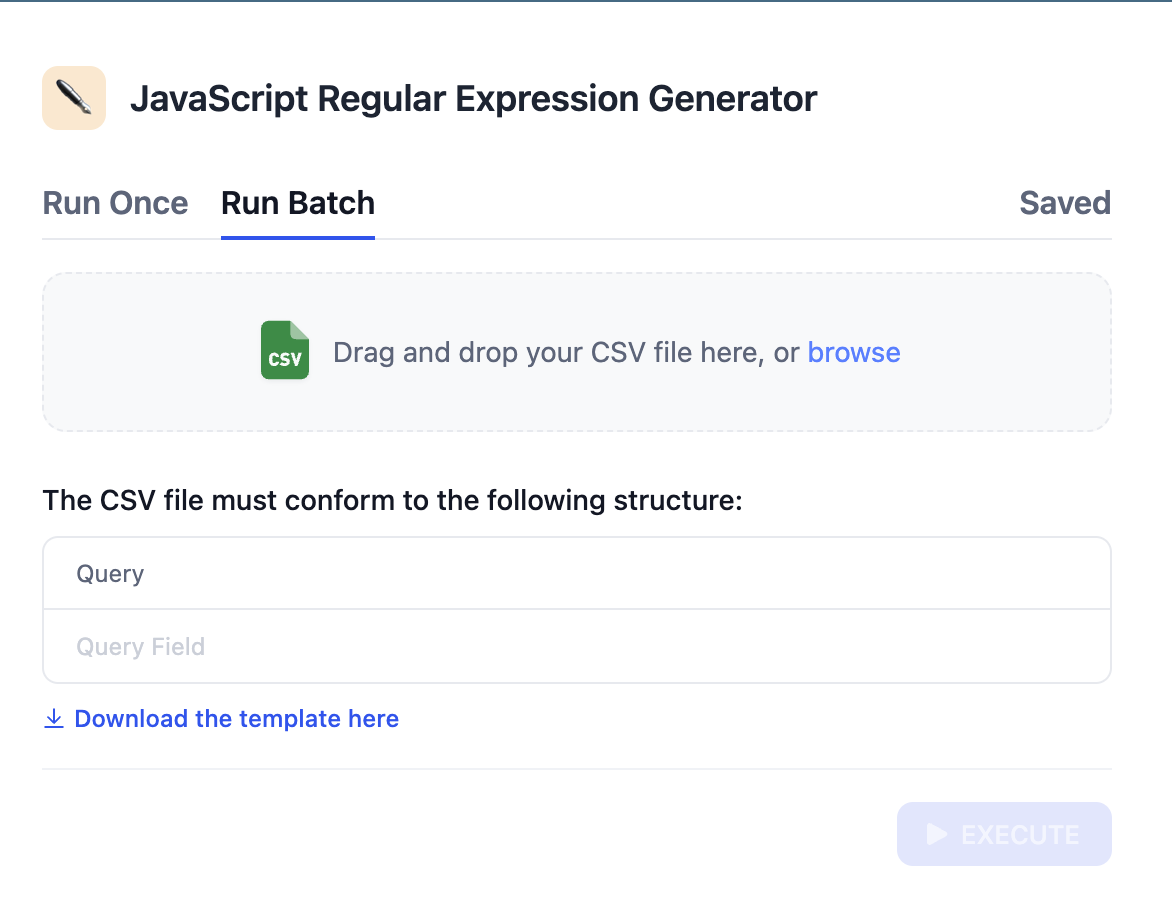 JavaScript Regular Expression Generator
Run Once
Run Batch
Saved
CSV
Drag and drop your CSV file here, or browse
The CSV file must conform to the following structure:
Query
Query Field
Download the template here
EXECUTE